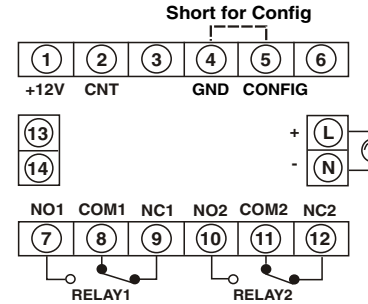 Short for Config
1 2 3 4 5 6
+12V CNT GND CONFIG
13
14
+ L
- N
NO1 COM1 NC1 NO2 COM2 NC2
7 8 9 10 11 12
RELAY1 RELAY2